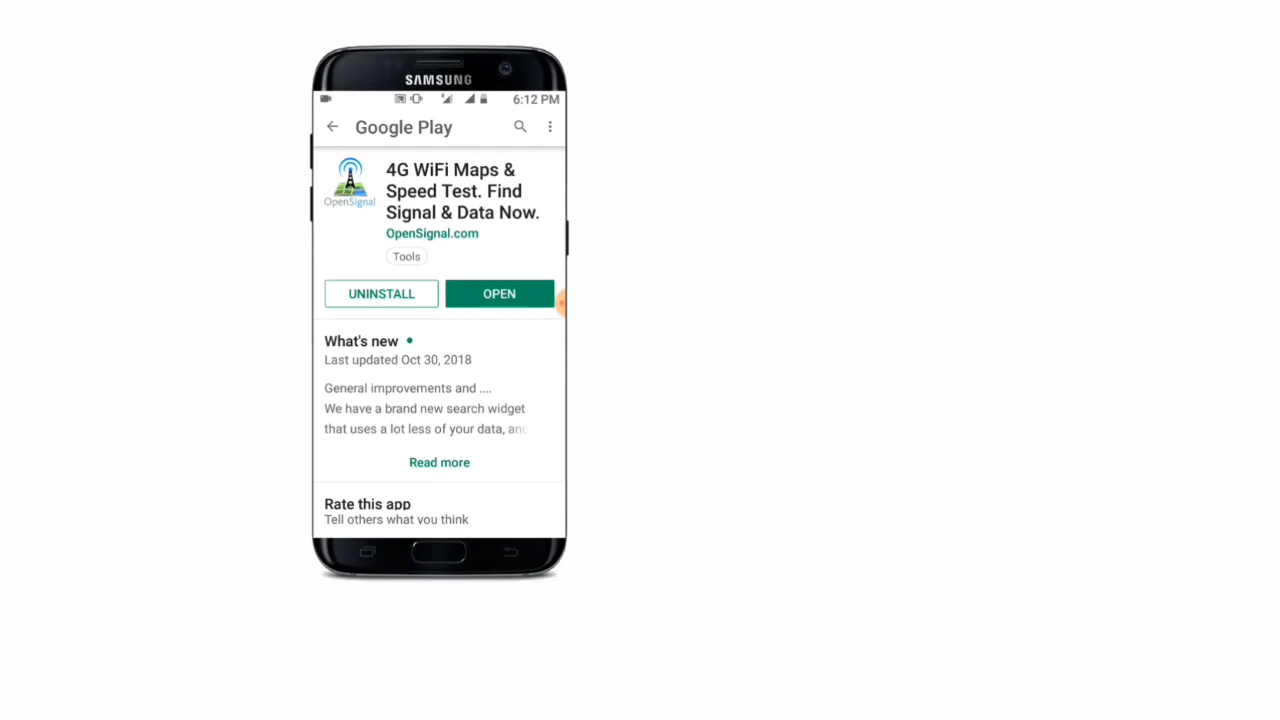 SAMSUNG
6:12 PM
Google Play
4G WiFi Maps &
Speed Test. Find
Signal & Data Now.
OpenSignal
OpenSignal.com
Tools
UNINSTALL
OPEN
What's new
Last updated Oct 30, 2018
General improvements and ....
We have a brand new search widget
that uses a lot less of your data, and
Read more
Rate this app
Tell others what you think